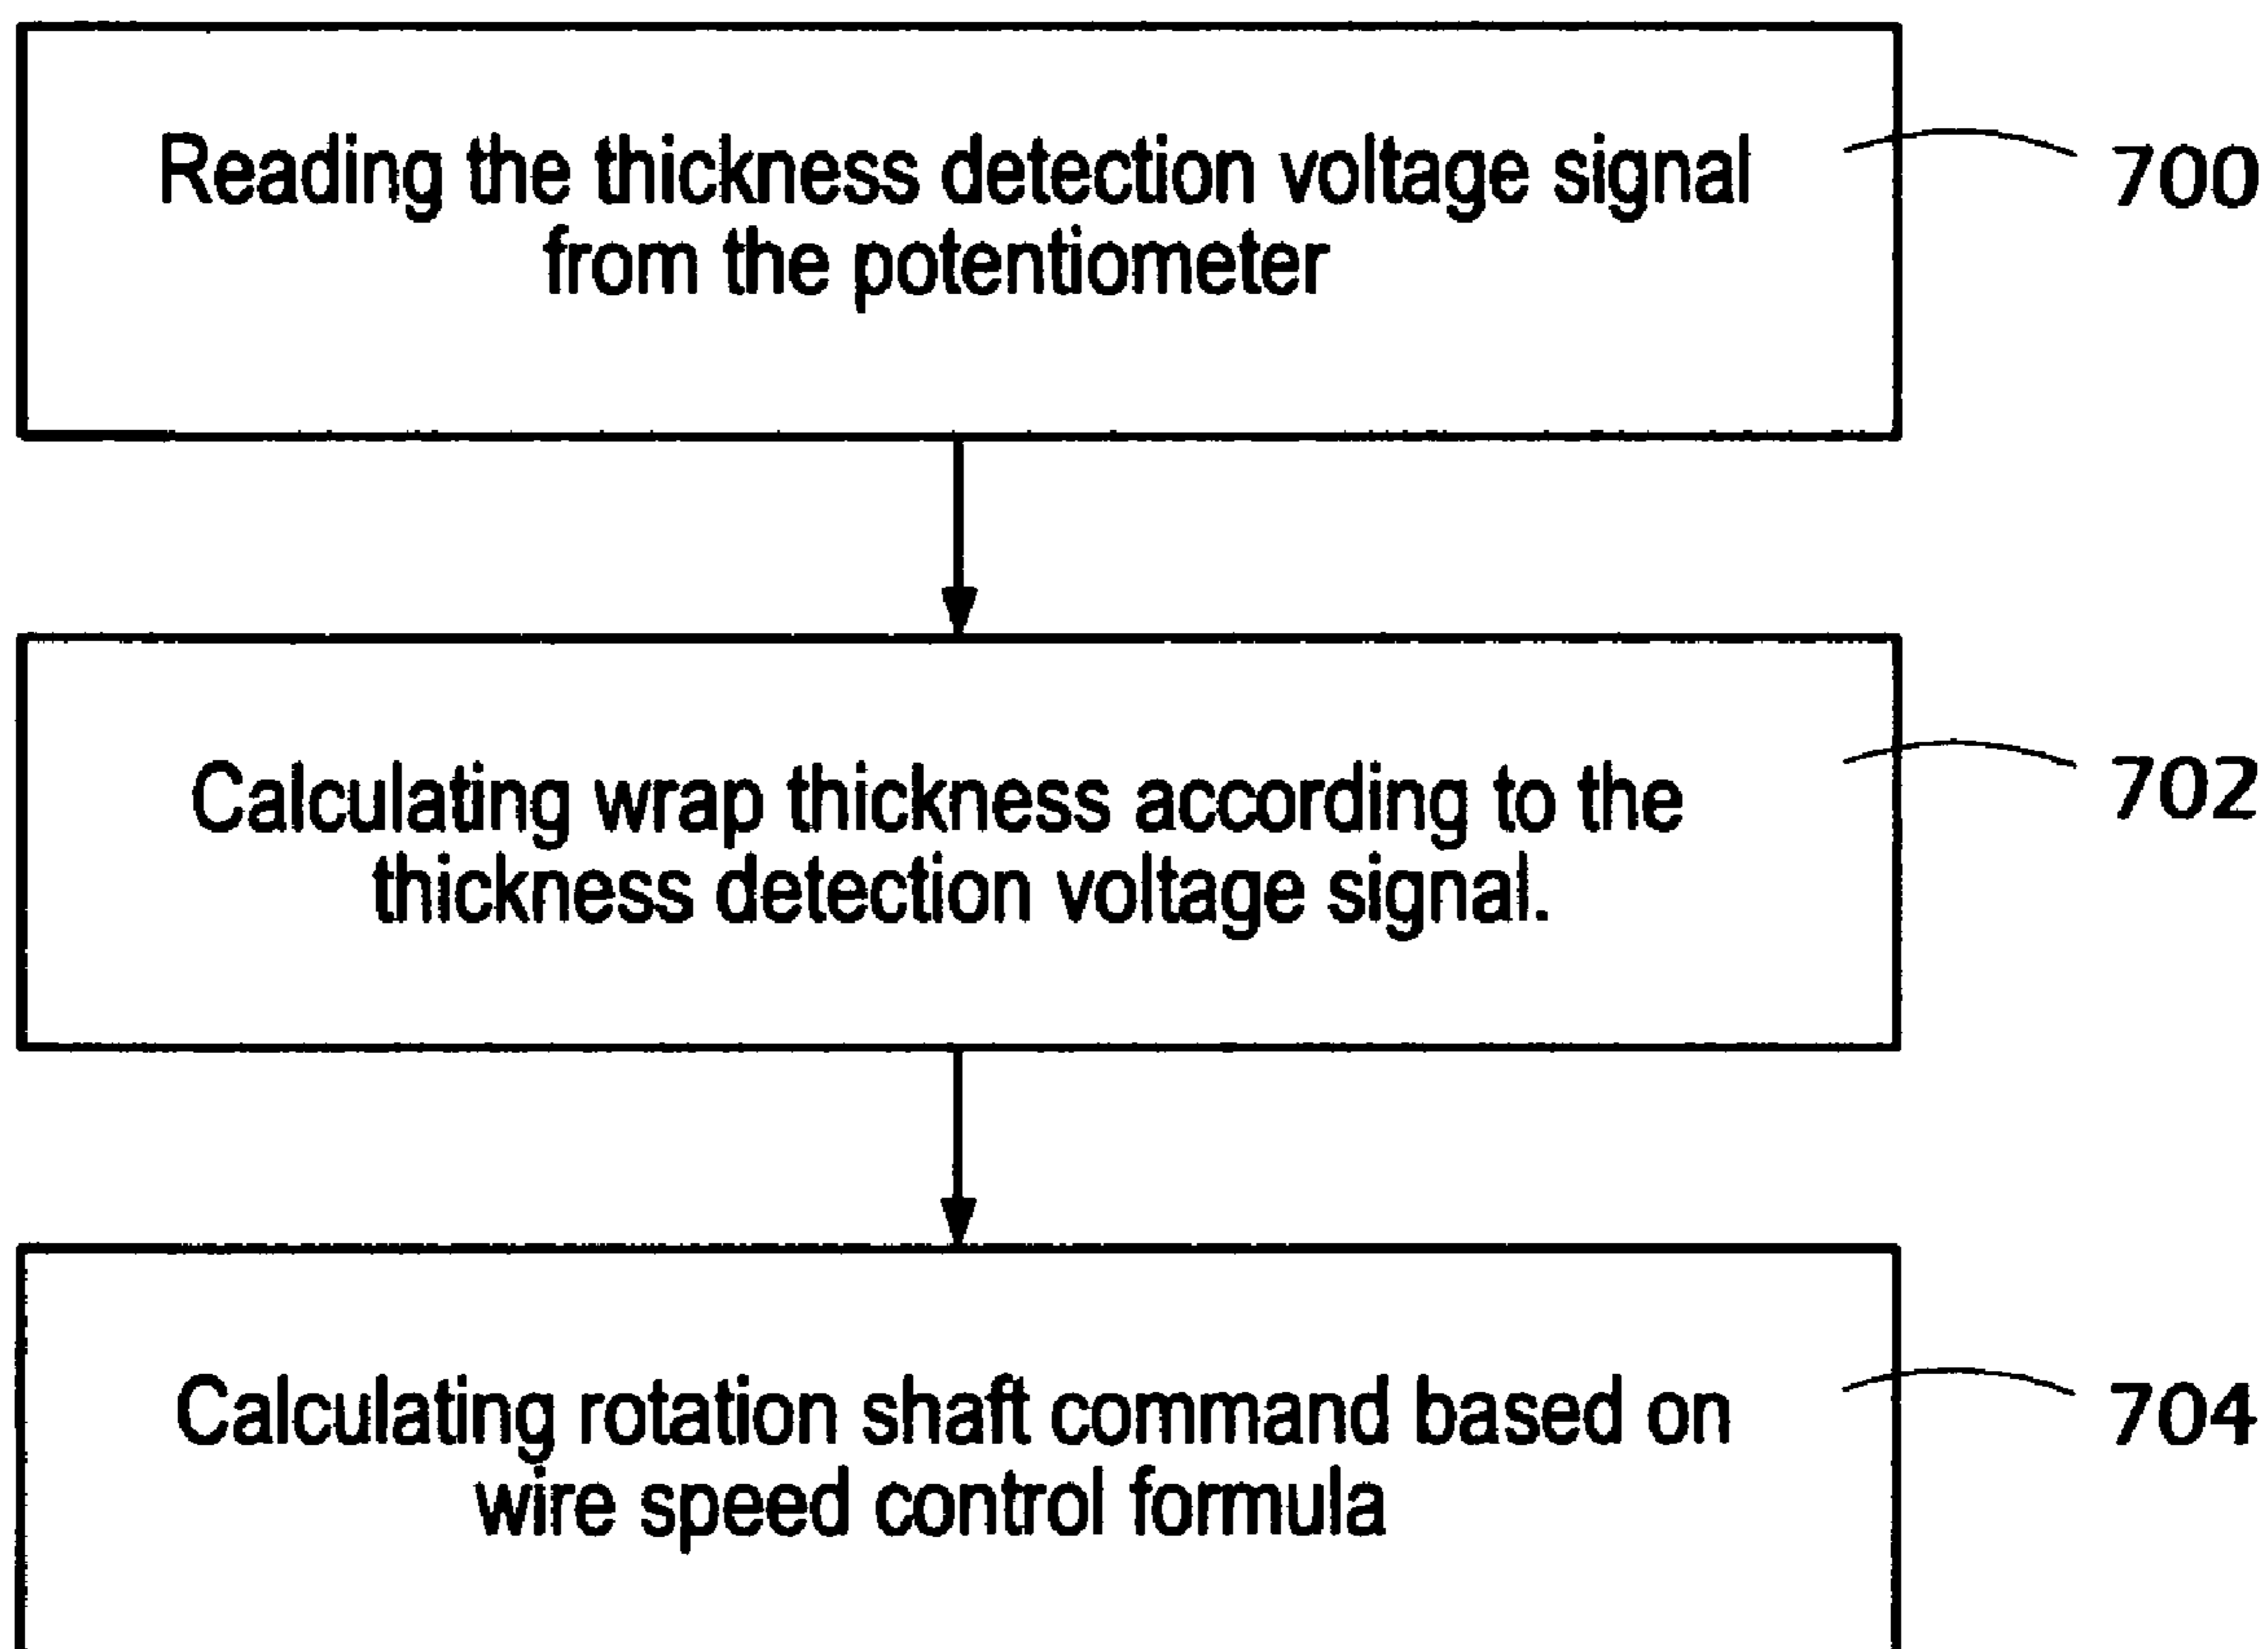 Reading the thickness detection voltage signal
from the potentiometer
700
Calculating wrap thickness according to the
thickness detection voltage signal.
702
Calculating rotation shaft command based on
wire speed control formula
704